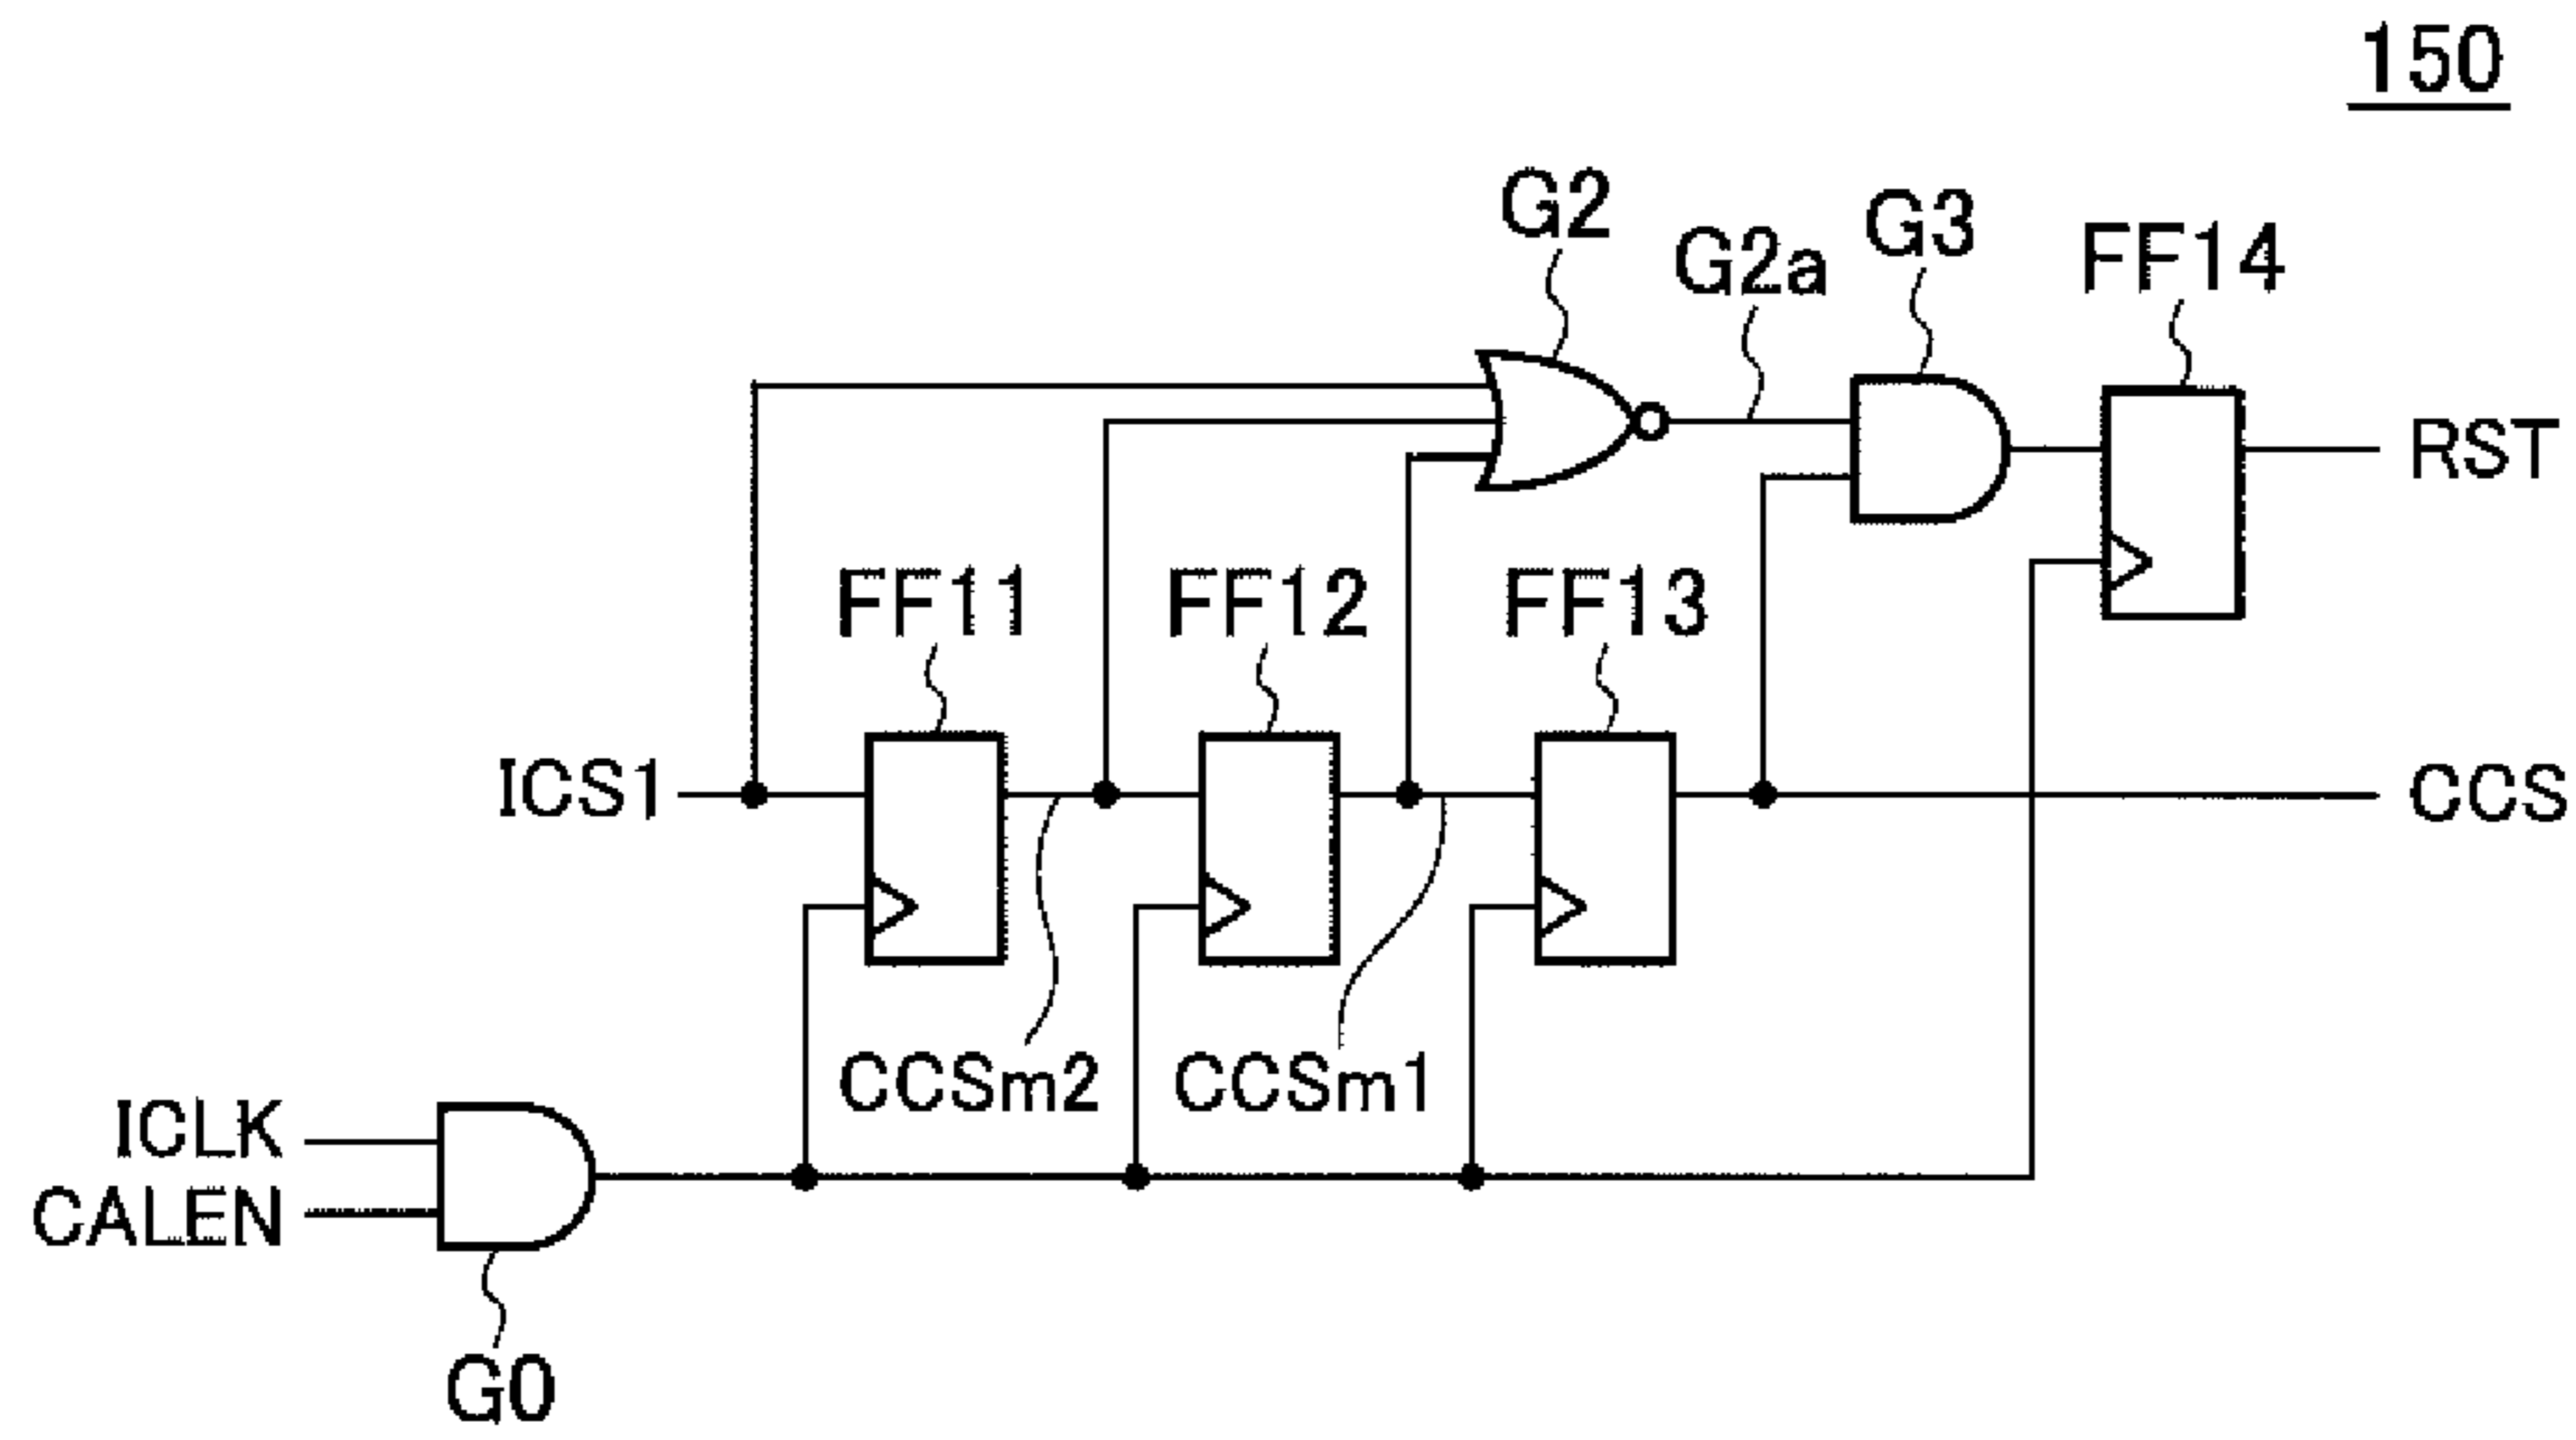 150
G2
G2a
G3
FF14
RST
FF11
FF12
FF13
ICS1
CCS
CCSm2
CCSm1
ICLK
CALEN
G0